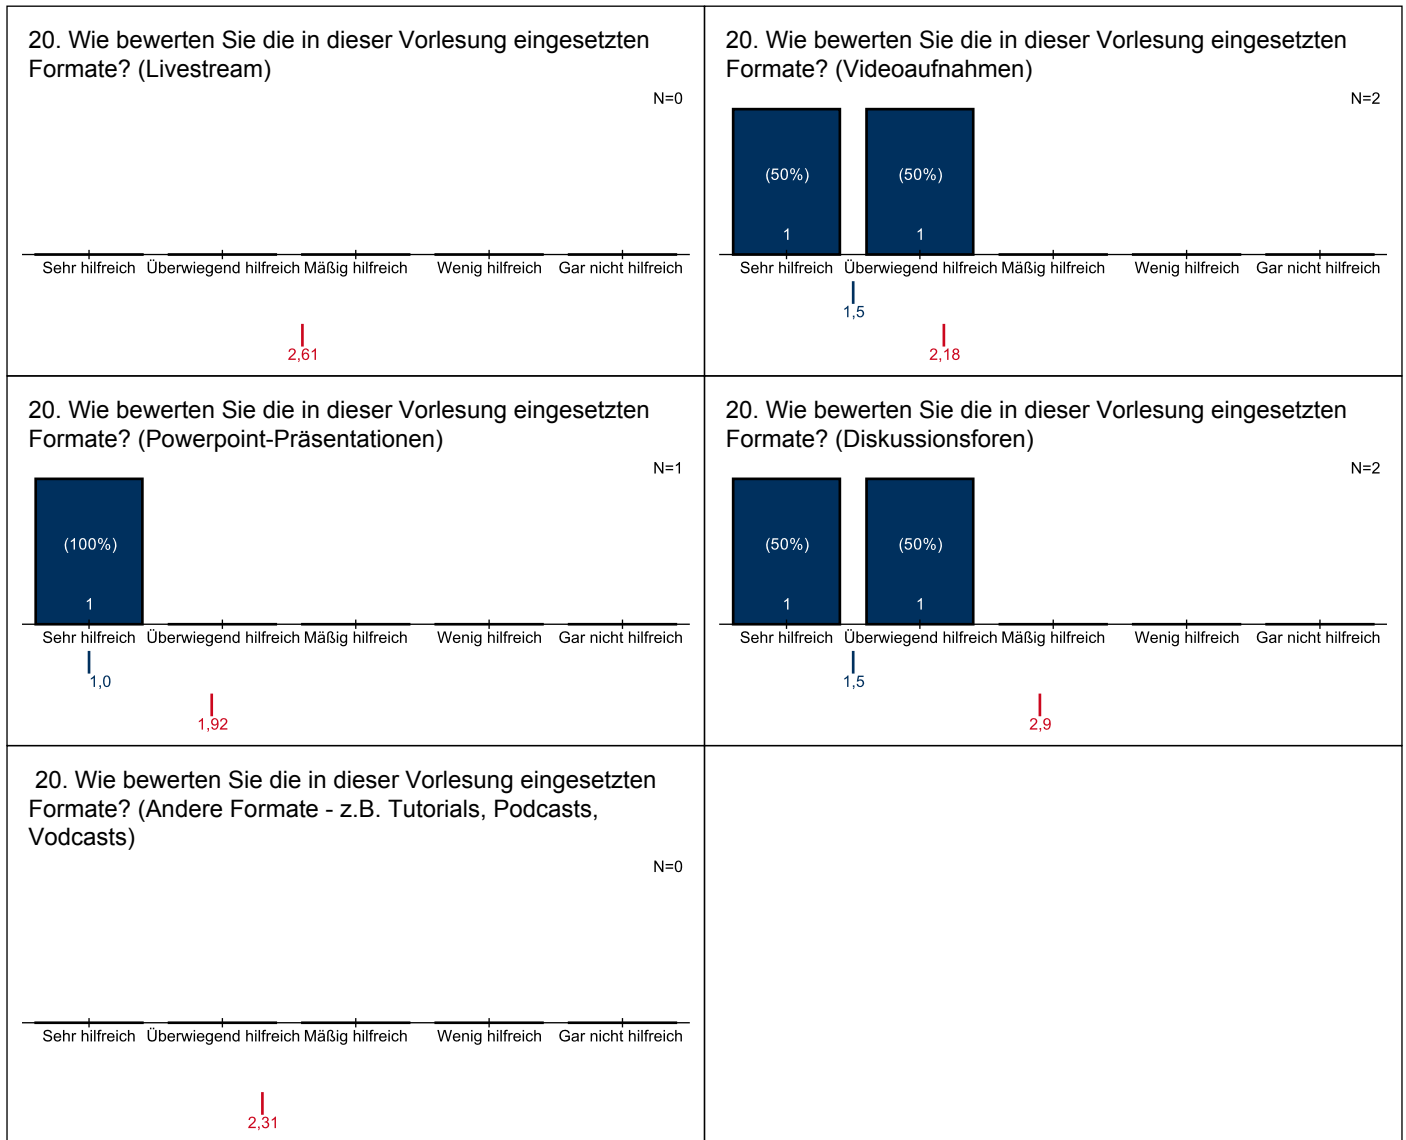 20. Wie bewerten Sie die in dieser Vorlesung eingesetzten
Formate? (Livestream)
N=0
Sehr hilfreich Überwiegend hilfreich Mäßig hilfreich Wenig hilfreich Gar nicht hilfreich
2,61
20. Wie bewerten Sie die in dieser Vorlesung eingesetzten
Formate? (Videoaufnahmen)
N=2
(50%) (50%)
1 1
Sehr hilfreich Überwiegend hilfreich Mäßig hilfreich Wenig hilfreich Gar nicht hilfreich
1,5
2,18
20. Wie bewerten Sie die in dieser Vorlesung eingesetzten
Formate? (Powerpoint-Präsentationen)
N=1
(100%)
1
Sehr hilfreich Überwiegend hilfreich Mäßig hilfreich Wenig hilfreich Gar nicht hilfreich
1,0
1,92
20. Wie bewerten Sie die in dieser Vorlesung eingesetzten
Formate? (Diskussionsforen)
N=2
(50%) (50%)
1 1
Sehr hilfreich Überwiegend hilfreich Mäßig hilfreich Wenig hilfreich Gar nicht hilfreich
1,5
2,9
20. Wie bewerten Sie die in dieser Vorlesung eingesetzten
Formate? (Andere Formate - z.B. Tutorials, Podcasts,
Vodcasts)
N=0
Sehr hilfreich Überwiegend hilfreich Mäßig hilfreich Wenig hilfreich Gar nicht hilfreich
2,31